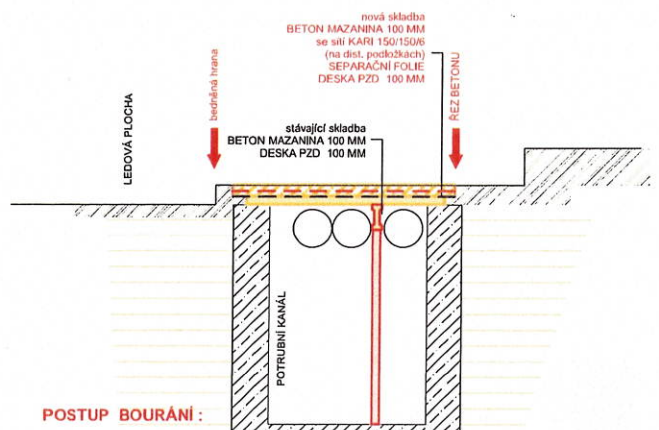 nová skladba
BETON MAZANINA 100 MM
se sítí KARI 150/150/6
(na dist. podložkách)
SEPARAČNÍ FOLIE
DESKA PZD 100 MM
bedněná hrana
ŘEZ BETONU
LEDOVÁ PLOCHA
stávající skladba
BETON MAZANINA 100 MM
DESKA PZD 100 MM
POTRUBNÍ KANÁL
POSTUP BOURÁNÍ :